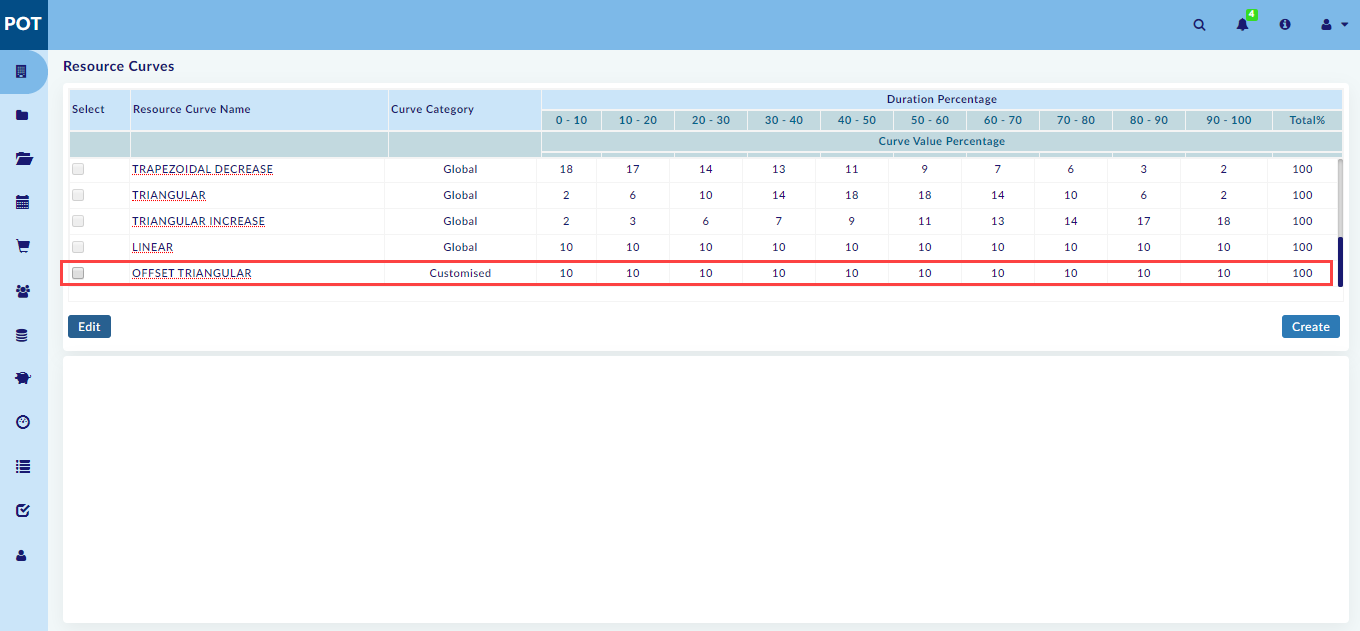 POT
4
Resource Curves
Select Resource Curve Name Curve Category Duration Percentage
0 - 10 10 - 20 20 - 30 30 - 40 40 - 50 50 - 60 60 - 70 70 - 80 80 - 90 90 - 100 Total%
Curve Value Percentage
TRAPEZOIDAL DECREASE Global 18 17 14 13 11 9 7 6 3 2 100
TRIANGULAR Global 2 6 10 14 18 18 14 10 6 2 100
TRIANGULAR INCREASE Global 2 3 6 7 9 11 13 14 17 18 100
LINEAR Global 10 10 10 10 10 10 10 10 10 10 100
OFFSET TRIANGULAR Customised 10 10 10 10 10 10 10 10 10 10 100
Edit Create